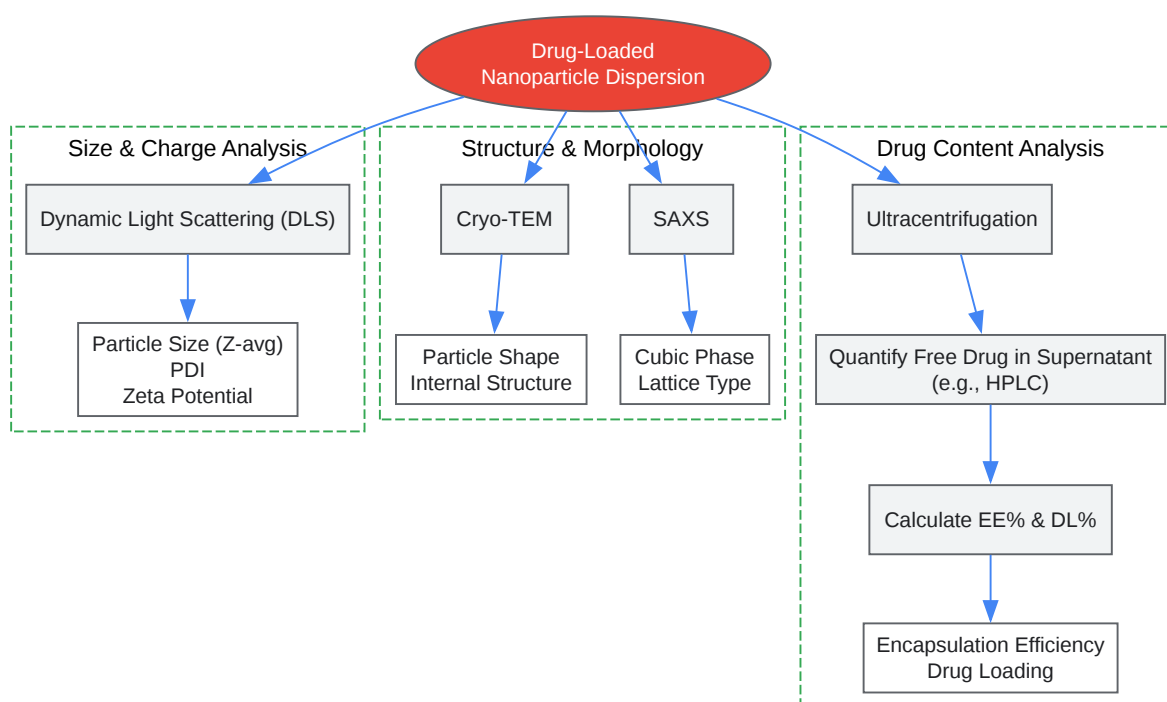 Drug-Loaded
Nanoparticle Dispersion
Size & Charge Analysis
Dynamic Light Scattering (DLS)
Particle Size (Z-avg)
PDI
Zeta Potential
Structure & Morphology
Cryo-TEM
SAXS
Particle Shape
Internal Structure
Cubic Phase
Lattice Type
Drug Content Analysis
Ultracentrifugation
Quantify Free Drug in Supernatant
(e.g., HPLC)
Calculate EE% & DL%
Encapsulation Efficiency
Drug Loading